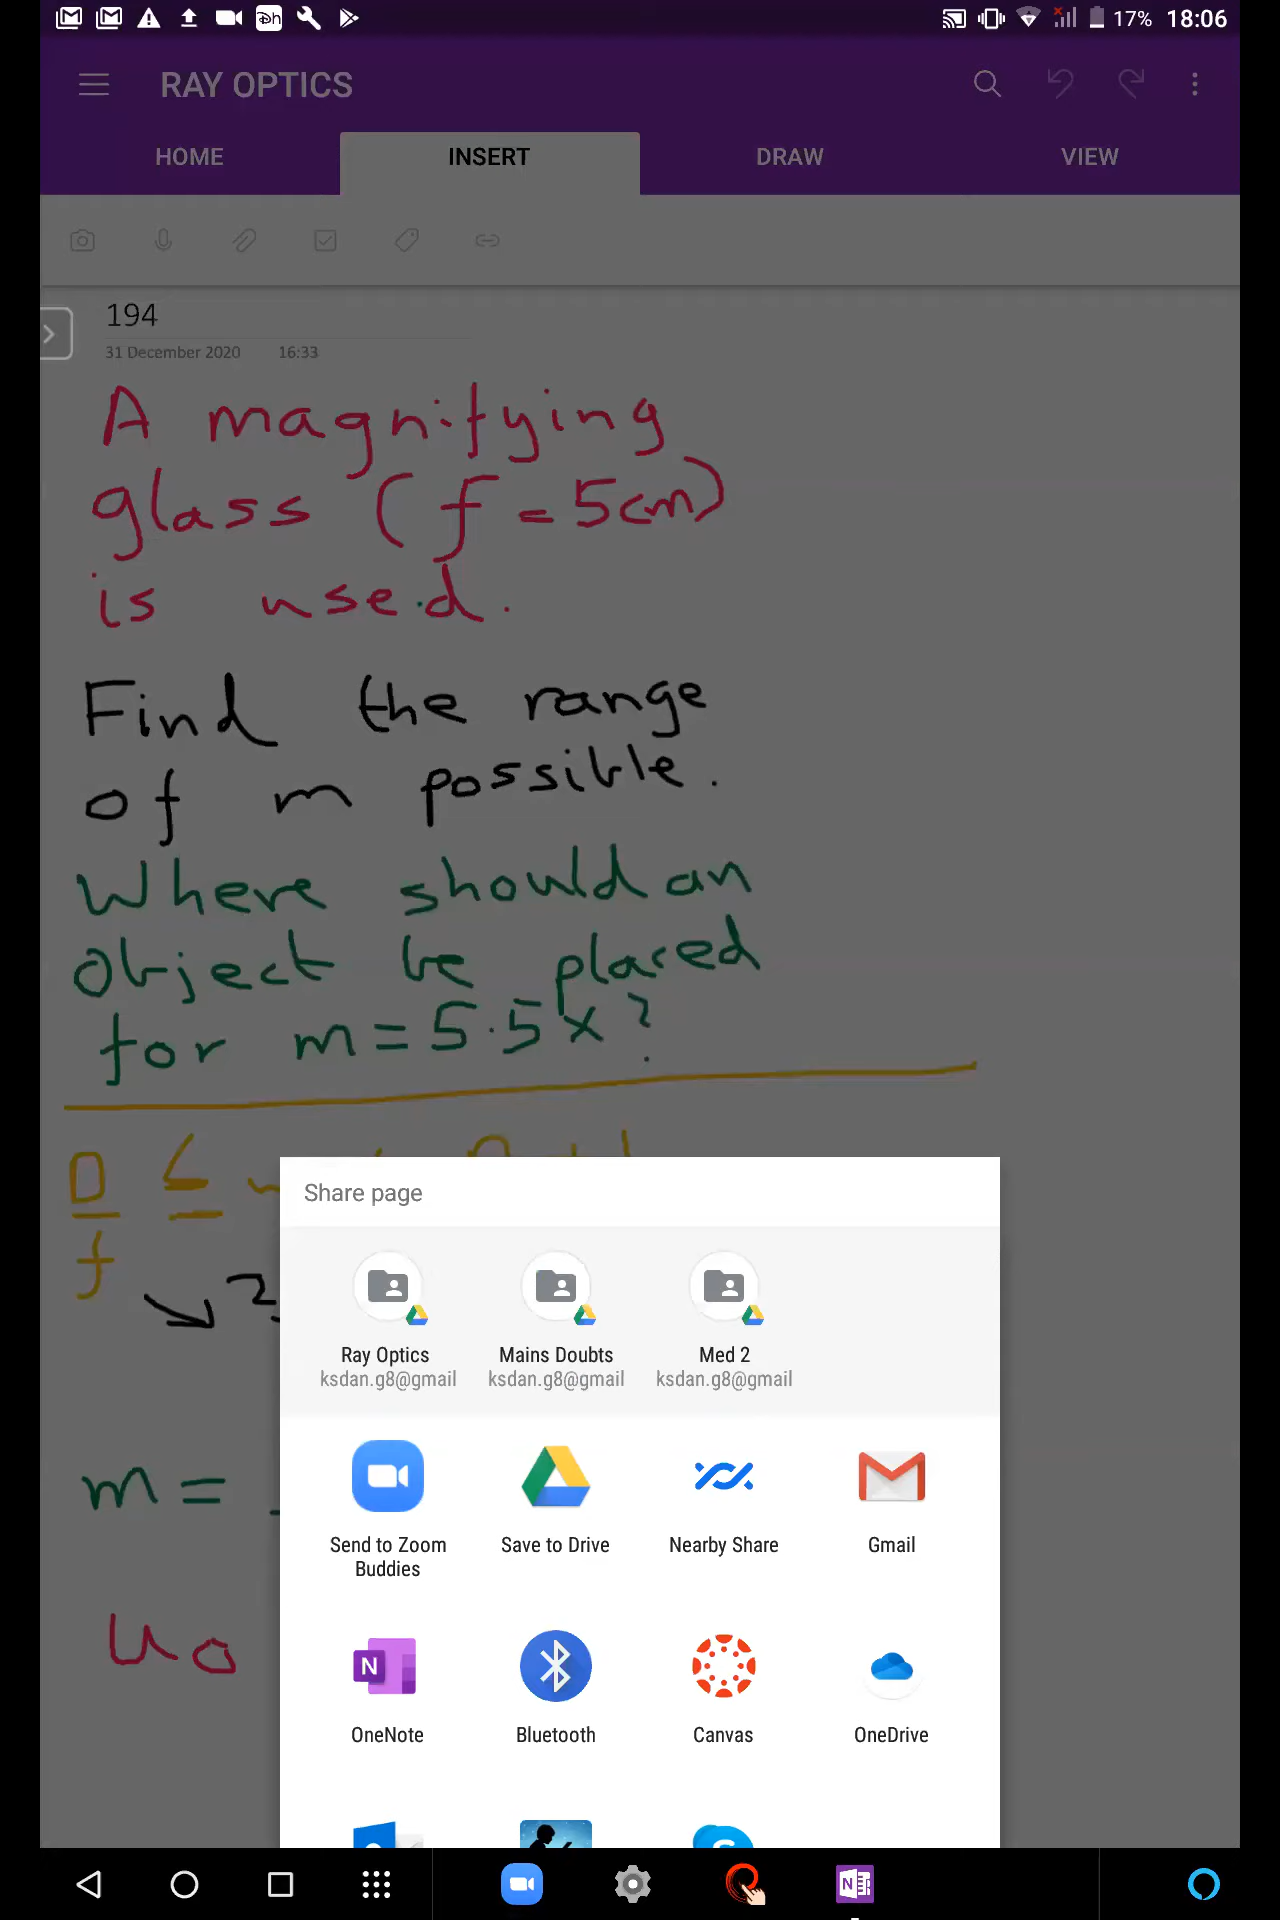 17% 18:06
RAY OPTICS
HOME INSERT DRAW VIEW
194
31 December 2020 16:33
A magnifying
glass (f = 5cm)
is used.
Find the range
of m possible.
Where should an
object be placed
for m = 5.5x?
D ≤
f
m =
u0
Share page
Ray Optics Mains Doubts Med 2
ksdan.g8@gmail ksdan.g8@gmail ksdan.g8@gmail
Send to Zoom Save to Drive Nearby Share Gmail
Buddies
OneNote Bluetooth Canvas OneDrive